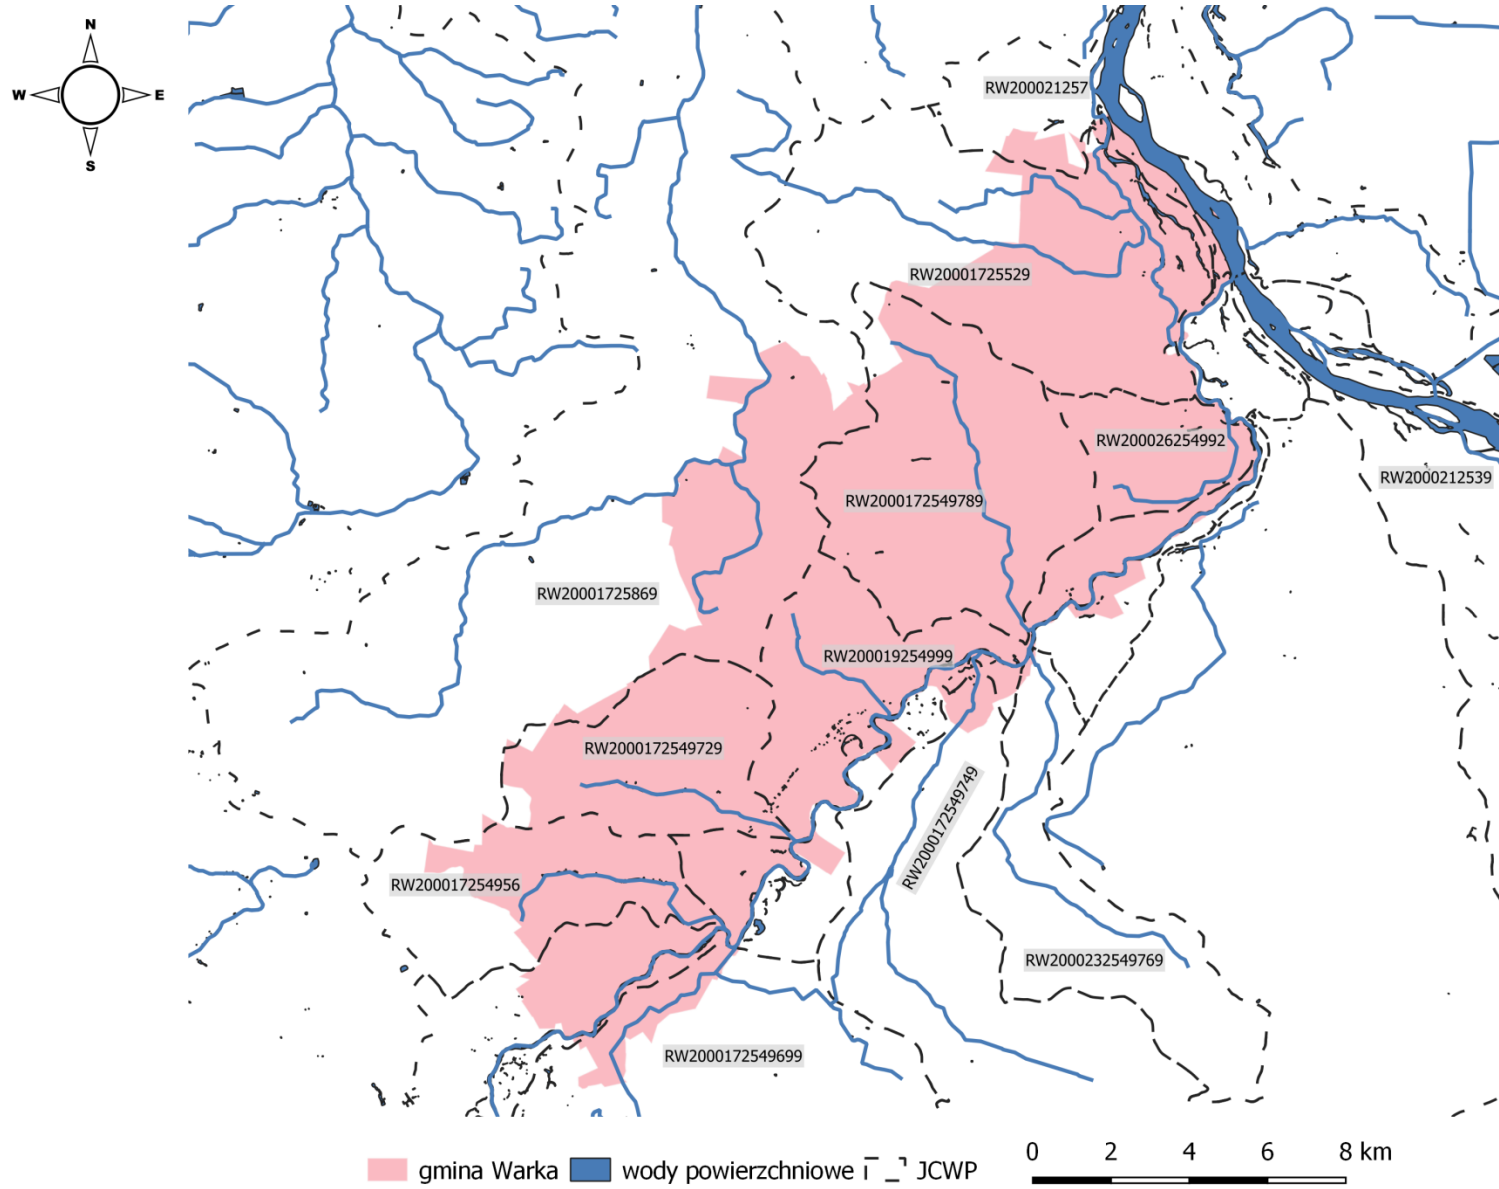 N
W E
S
RW200021257
RW20001725529
RW200026254992
RW2000212539
RW2000172549789
RW20001725869
RW200019254999
RW2000172549729
RW2000172549749
RW200017254956
RW2000232549769
RW2000172549699
gmina Warka wody powierzchniowe JCWP
0 2 4 6 8 km